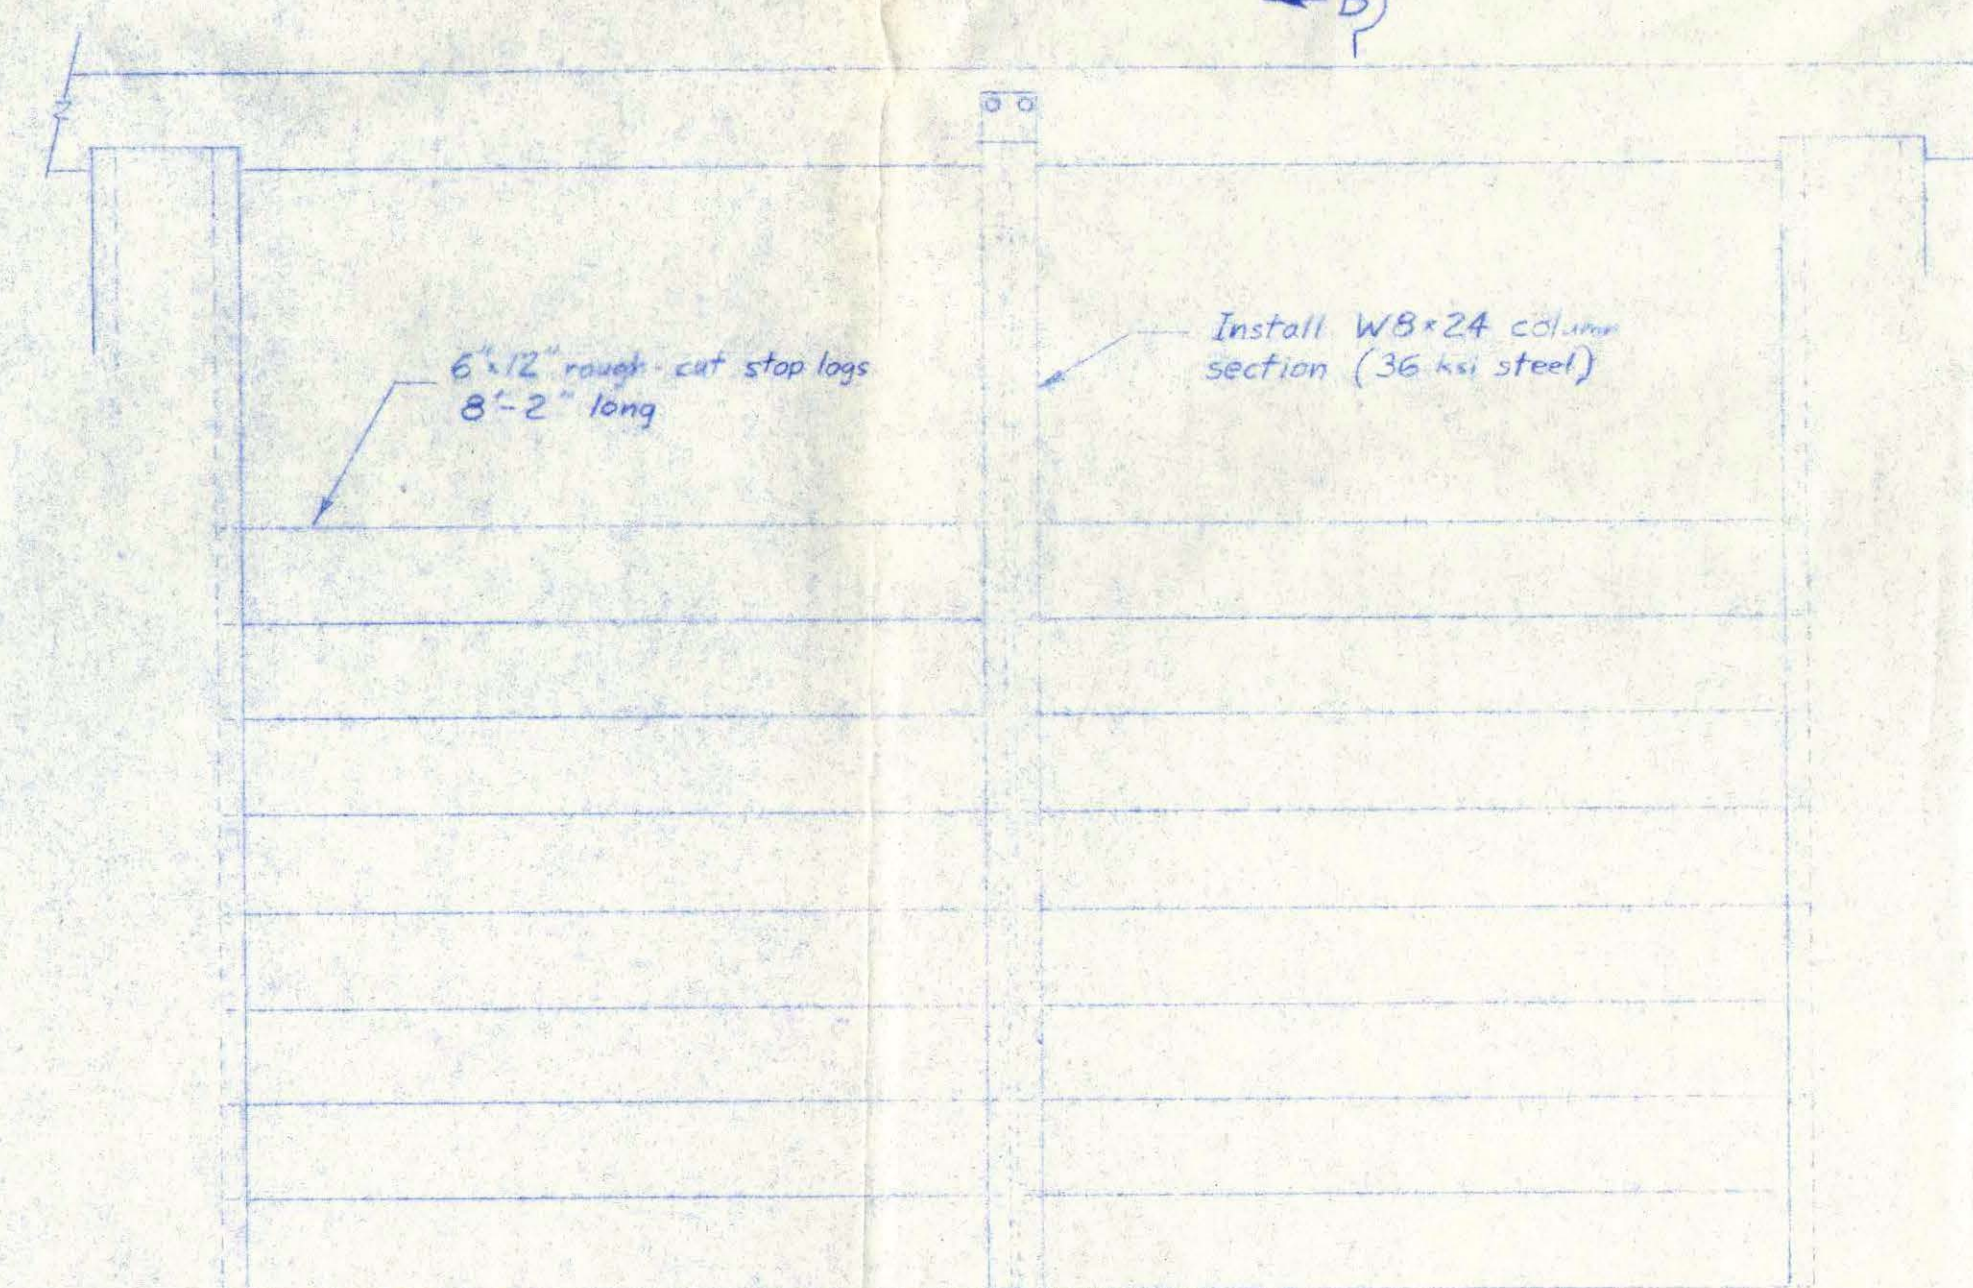 B
6"x12" rough-cut stop logs
8'-2" long
Install W8x24 column
section (36 ksi steel)